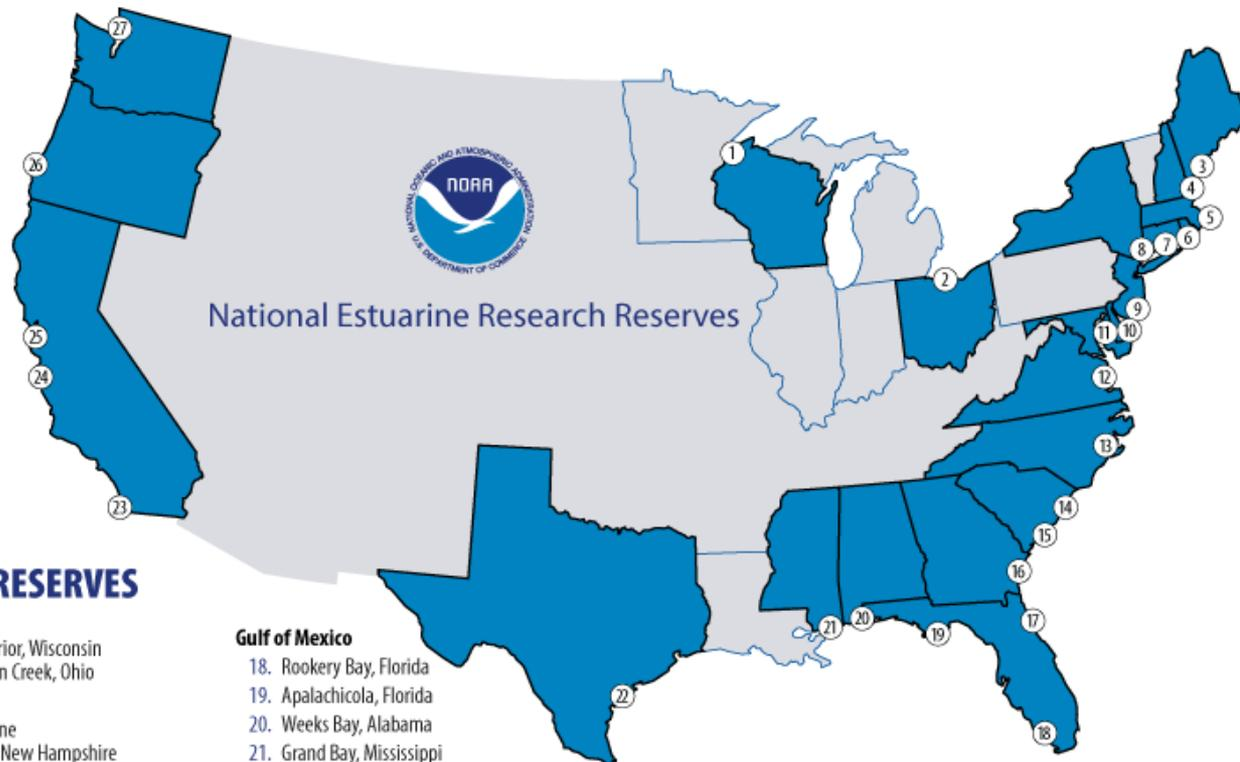 27
1
3
4
5
6
7
8
26
2
9
10
11
12
13
14
15
16
17
18
19
20
21
22
23
24
25
NATIONAL OCEANIC AND ATMOSPHERIC ADMINISTRATION
NOAA
U.S. DEPARTMENT OF COMMERCE
National Estuarine Research Reserves
RESERVES
rior, Wisconsin
n Creek, Ohio
ne
New Hampshire
Gulf of Mexico
18. Rookery Bay, Florida
19. Apalachicola, Florida
20. Weeks Bay, Alabama
21. Grand Bay, Mississippi